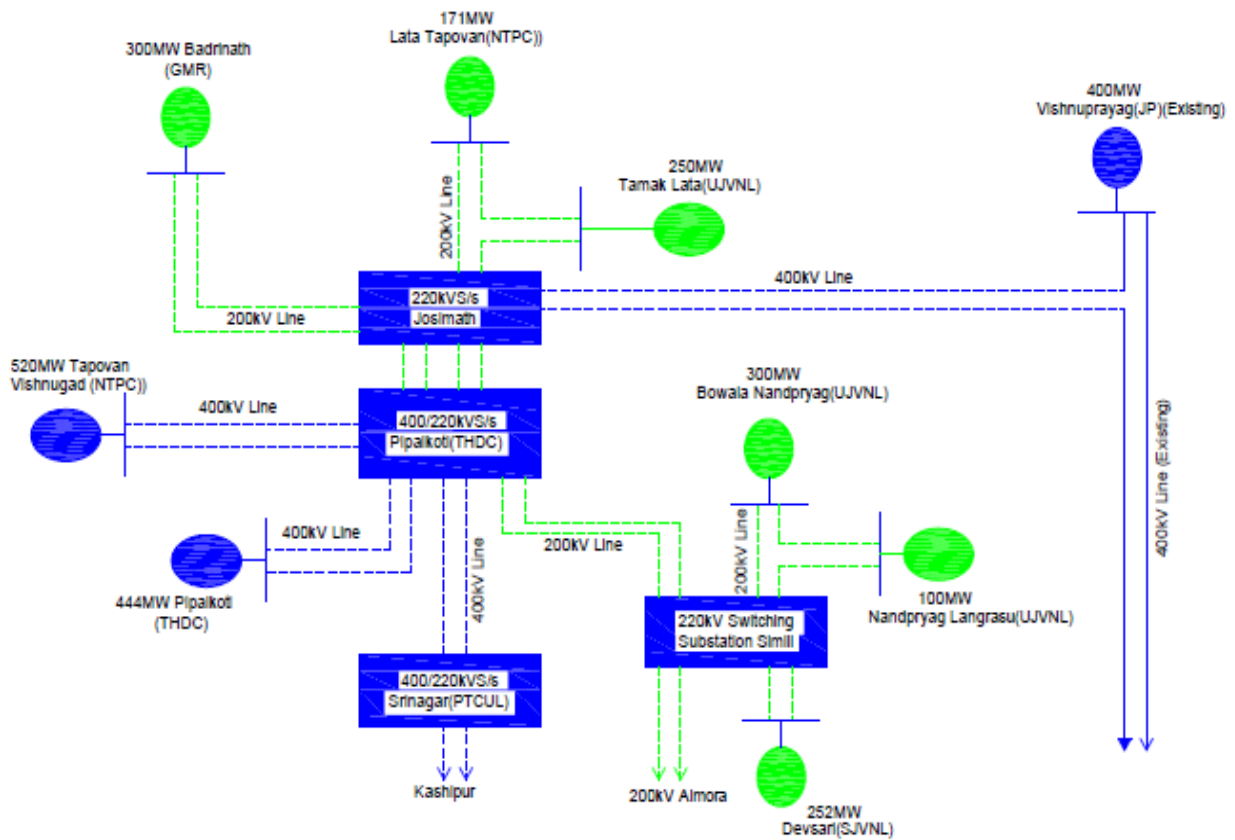 171MW
Lata Tapovan(NTPC))
300MW Badrinath
(GMR)
400MW
Vishnuprayag(JP)(Existing)
250MW
Tamak Lata(UJVNL)
200kV Line
400kV Line
220kVS/s
Josimath
200kV Line
520MW Tapovan
Vishnugad (NTPC))
400kV Line
400/220kVS/s
Pipalkoti(THDC)
300MW
Bowala Nandpryag(UJVNL)
400kV Line (Existing)
400kV Line
200kV Line
200kV Line
400kV Line
444MW Pipalkoti
(THDC)
100MW
Nandpryag Langrasu(UJVNL)
220kV Switching
Substation Simili
400/220kVS/s
Srinagar(PTCUL)
Kashipur
200kV Almora
252MW
Devsari(SJVNL)